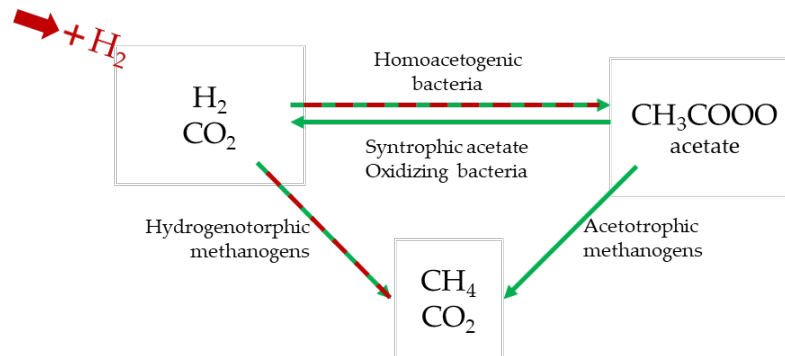 + H₂
H₂
CO₂
Homoacetogenic
bacteria
Syntrophic acetate
Oxidizing bacteria
CH₃COOO
acetate
Hydrogenotorphic
methanogens
Acetotrophic
methanogens
CH₄
CO₂